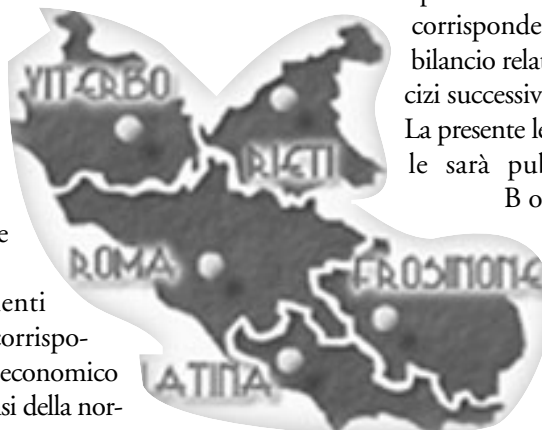 corrisponde
bilancio relat
cizi successiv
La presente le
le sarà pub
B o
e
enti
corrispo-
economico
si della nor-
VITERBO
RIETI
ROMA
FROSINONE
LATINA